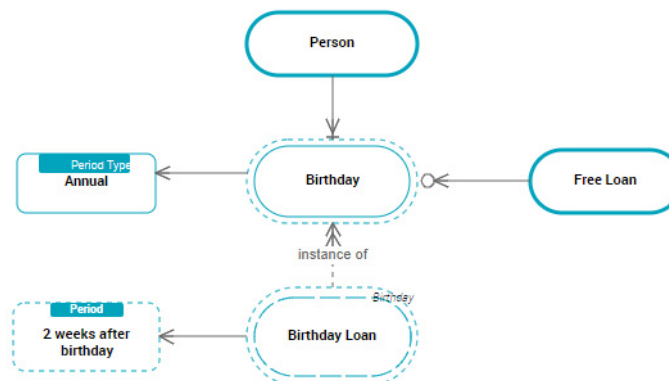 Person
Period Type
Annual
Birthday
Free Loan
instance of
Birthday
Period
2 weeks after
birthday
Birthday Loan